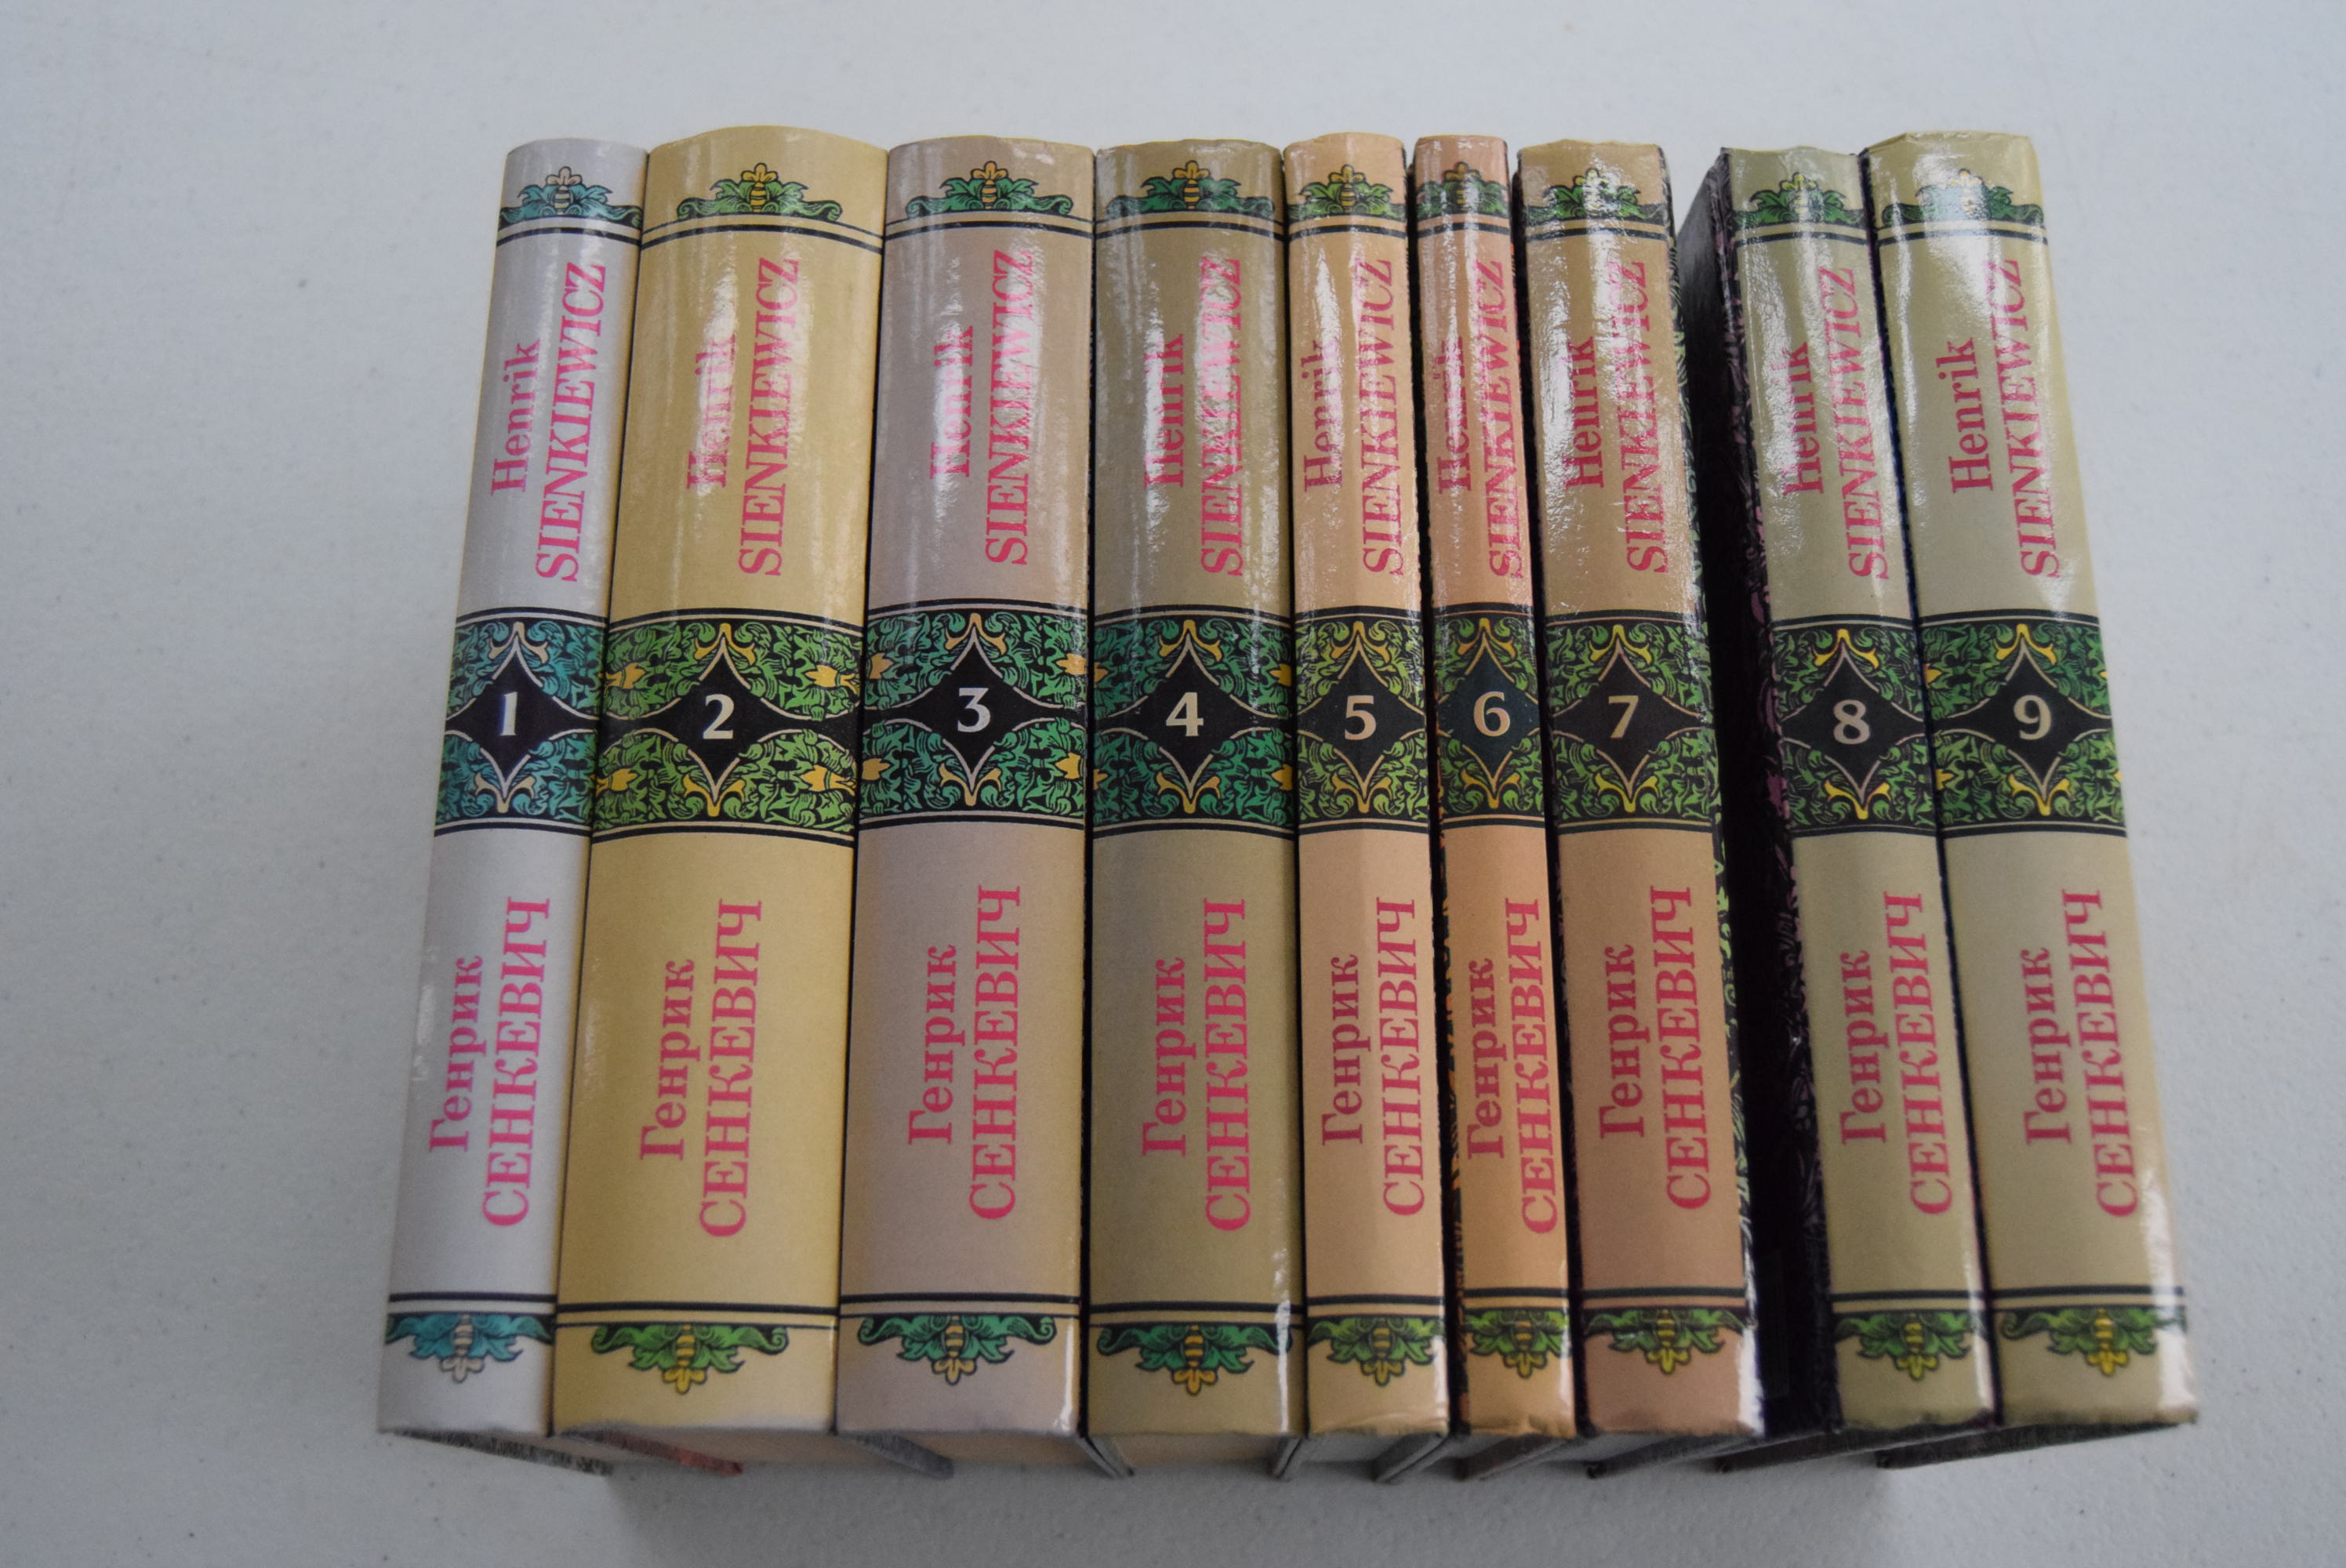 Henrik
SIENKIEWICZ
1
Генрик
СЕНКЕВИЧ
Henrik
SIENKIEWICZ
2
Генрик
СЕНКЕВИЧ
Henrik
SIENKIEWICZ
3
Генрик
СЕНКЕВИЧ
Henrik
SIENKIEWICZ
4
Генрик
СЕНКЕВИЧ
Henrik
SIENKIEWICZ
5
Генрик
СЕНКЕВИЧ
Henrik
SIENKIEWICZ
6
Генрик
СЕНКЕВИЧ
Henrik
SIENKIEWICZ
7
Генрик
СЕНКЕВИЧ
Henrik
SIENKIEWICZ
8
Генрик
СЕНКЕВИЧ
Henrik
SIENKIEWICZ
9
Генрик
СЕНКЕВИЧ